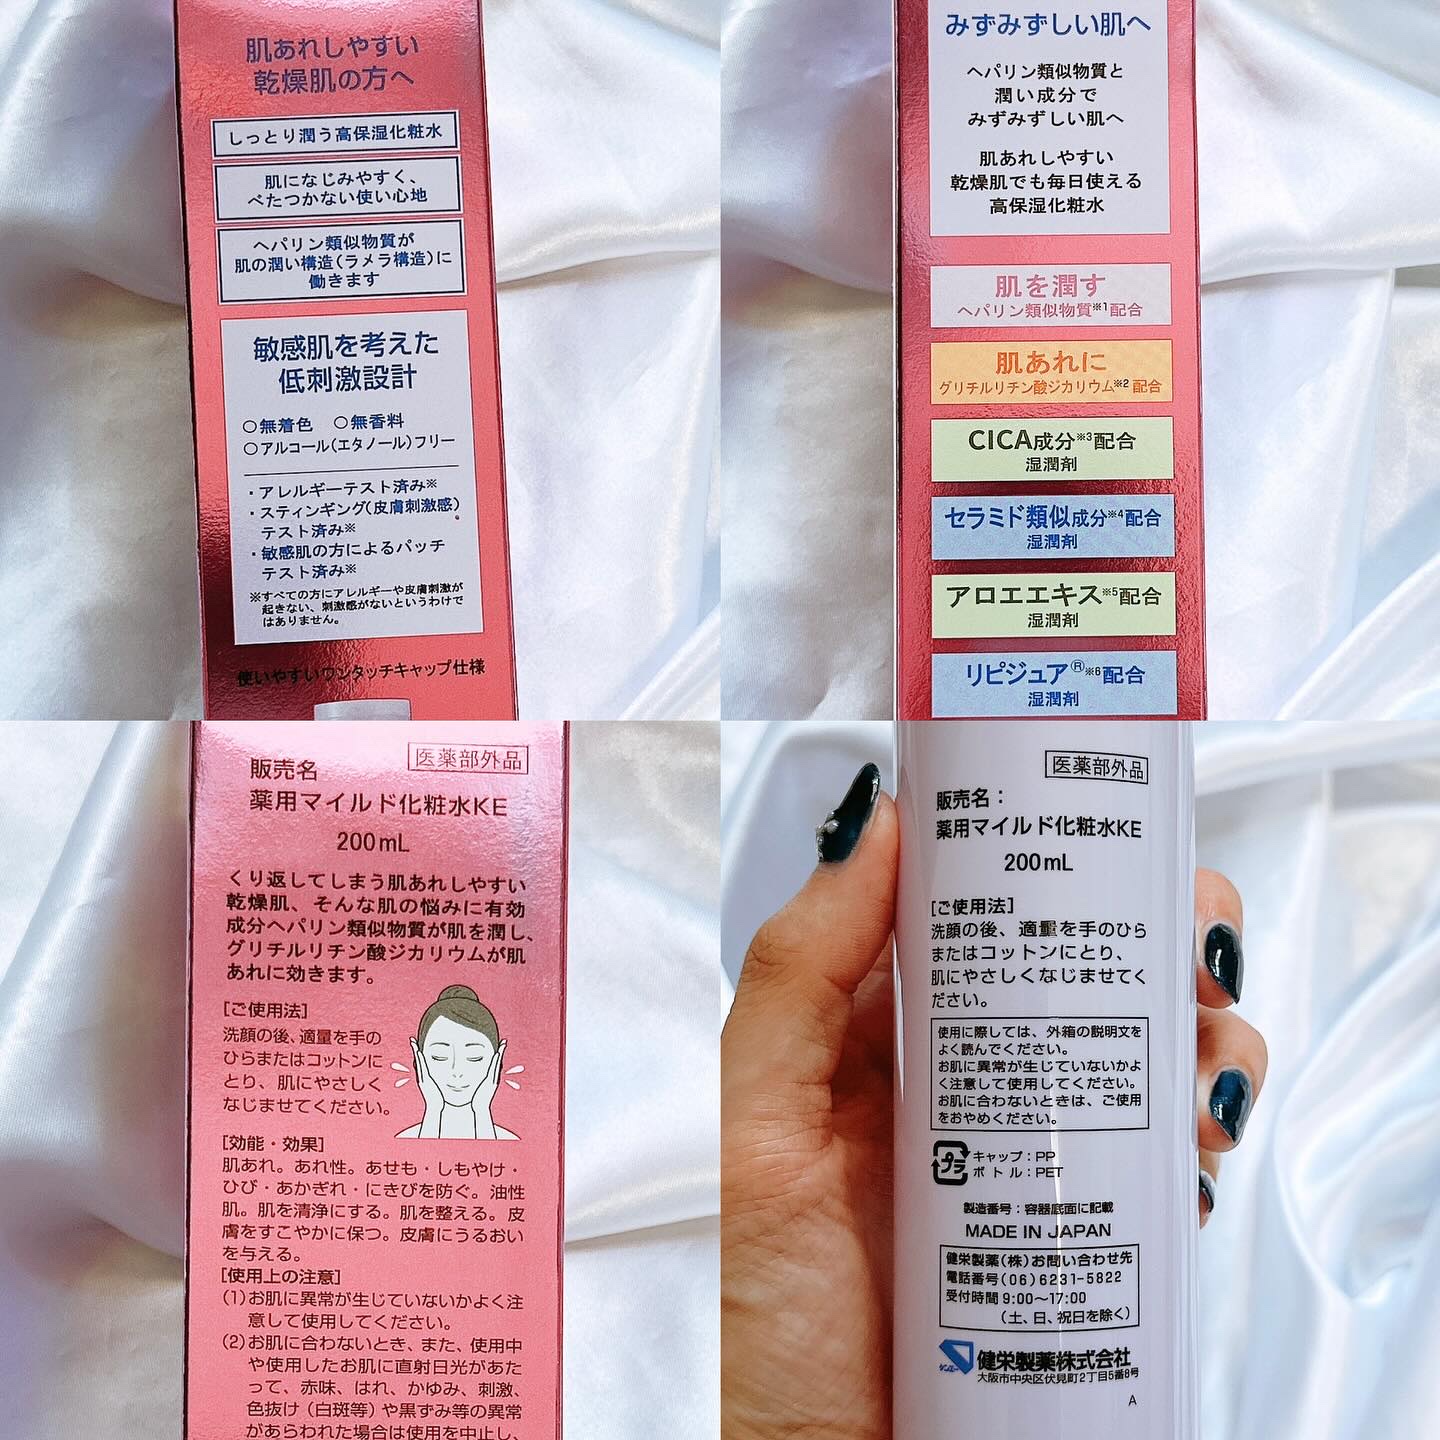 肌あれしやすい
乾燥肌の方へ
しっとり潤う高保湿化粧水
肌になじみやすく、
べたつかない使い心地
ヘパリン類似物質が
肌の潤い構造(ラメラ構造)に
働きます
敏感肌を考えた
低刺激設計
○無着色 ○無香料
○アルコール(エタノール)フリー
・アレルギーテスト済み※
・スティンギング(皮膚刺激感)
テスト済み※
・敏感肌の方によるパッチ
テスト済み※
※すべての方にアレルギーや皮膚刺激が
起きない、刺激感がないというわけで
はありません。
使いやすいワンタッチキャップ仕様
みずみずしい肌へ
ヘパリン類似物質と
潤い成分で
みずみずしい肌へ
肌あれしやすい
乾燥肌でも毎日使える
高保湿化粧水
肌を潤す
ヘパリン類似物質※1配合
肌あれに
グリチルリチン酸ジカリウム※2配合
CICA成分※3配合
湿潤剤
セラミド類似成分※4配合
湿潤剤
アロエエキス※5配合
湿潤剤
リピジュア®※6配合
湿潤剤
医薬部外品
販売名
薬用マイルド化粧水KE
200mL
くり返してしまう肌あれしやすい
乾燥肌、そんな肌の悩みに有効
成分ヘパリン類似物質が肌を潤し、
グリチルリチン酸ジカリウムが肌
あれに効きます。
[ご使用法]
洗顔の後、適量を手の
ひらまたはコットンに
とり、肌にやさしく
なじませてください。
[効能・効果]
肌あれ。あれ性。あせも・しもやけ・
ひび・あかぎれ・にきびを防ぐ。油性
肌。肌を清浄にする。肌を整える。皮
膚をすこやかに保つ。皮膚にうるおい
を与える。
[使用上の注意]
(1)お肌に異常が生じていないかよく注
意して使用してください。
(2)お肌に合わないとき、また、使用中
や使用したお肌に直射日光があた
って、赤味、はれ、かゆみ、刺激、
色抜け(白斑等)や黒ずみ等の異常
があらわれた場合は使用を中止し、
医薬部外品
販売名：
薬用マイルド化粧水KE
200mL
[ご使用法]
洗顔の後、適量を手のひら
またはコットンにとり、
肌にやさしくなじませてく
ださい。
使用に際しては、外箱の説明文を
よく読んでください。
お肌に異常が生じていないかよ
く注意して使用してください。
お肌に合わないときは、ご使用
をおやめください。
プラ
キャップ：PP
ボトル：PET
製造番号：容器底面に記載
MADE IN JAPAN
健栄製薬(株)お問い合わせ先
電話番号(06)6231-5822
受付時間 9:00〜17:00
(土、日、祝日を除く)
ケンエー
健栄製薬株式会社
大阪市中央区伏見町2丁目5番8号
A